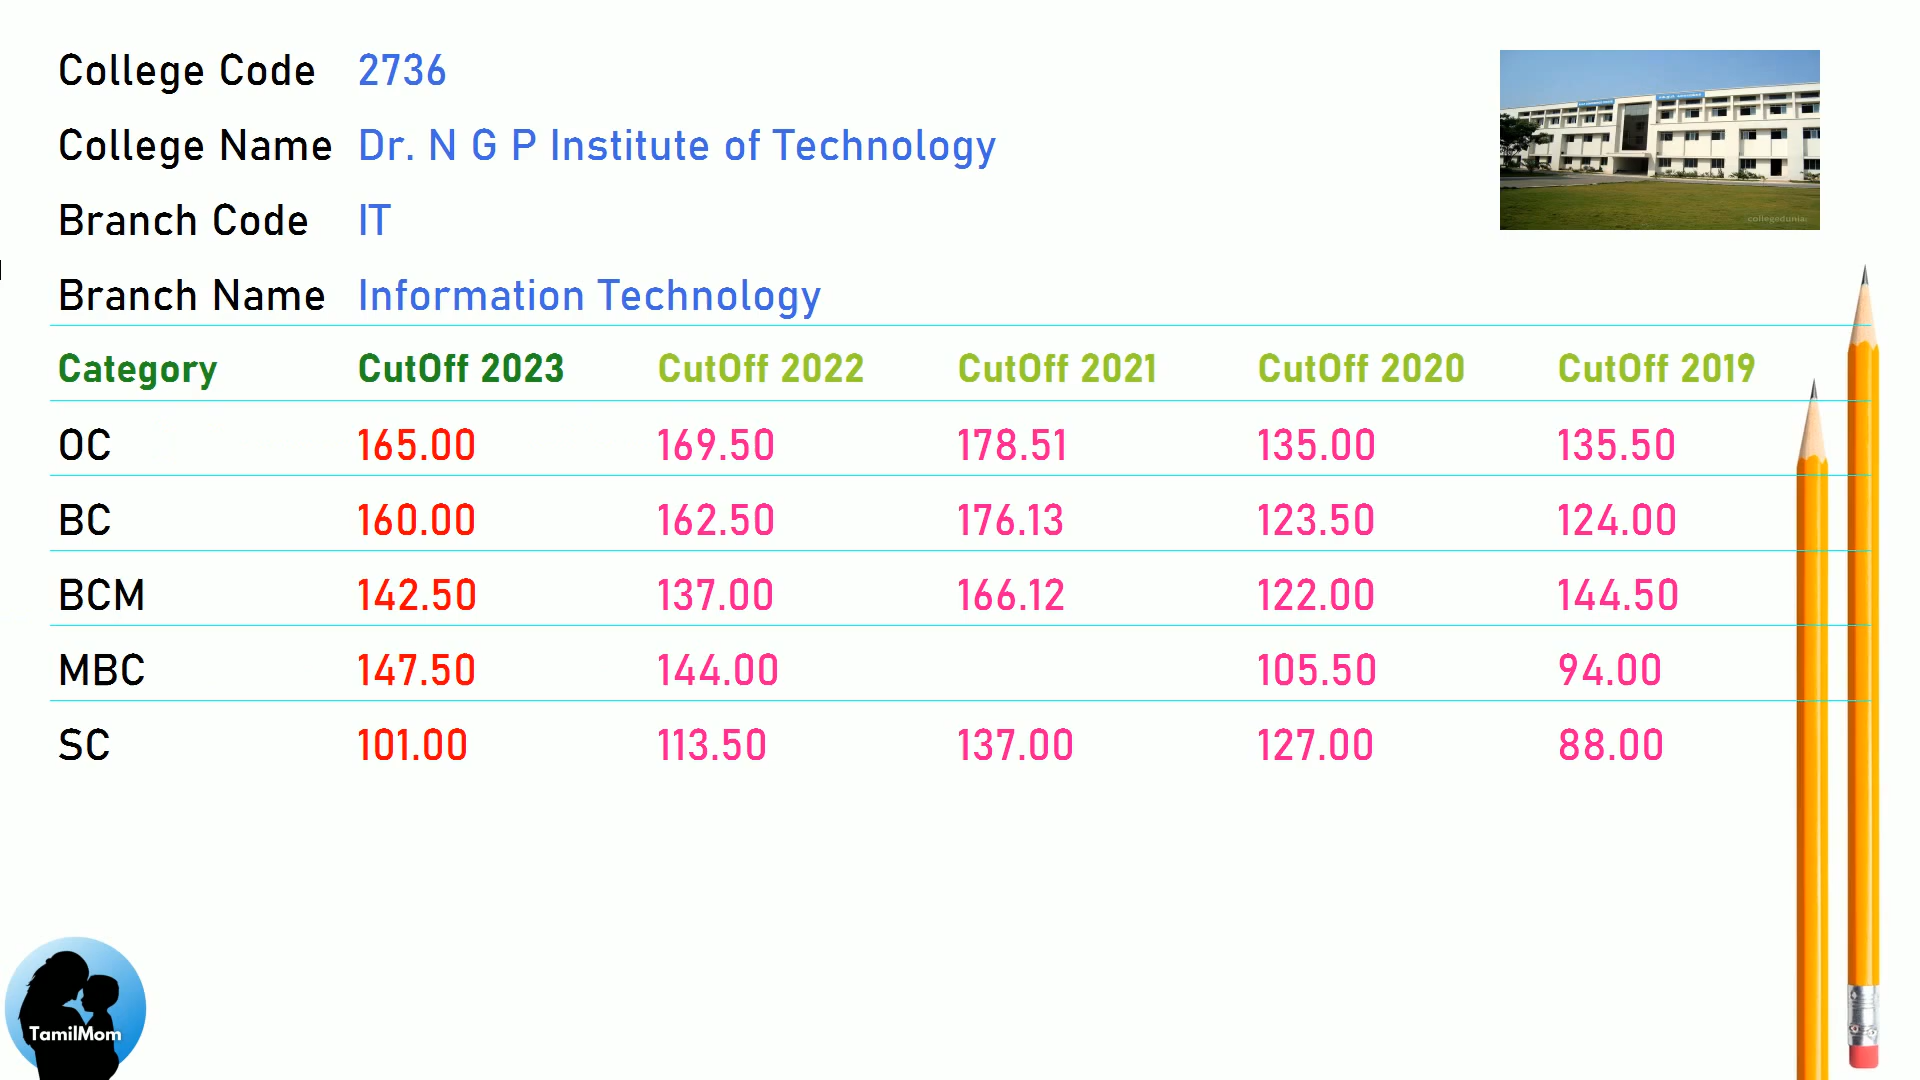 College Code 2736
College Name Dr. N G P Institute of Technology
Branch Code IT
Branch Name Information Technology
Category CutOff 2023 CutOff 2022 CutOff 2021 CutOff 2020 CutOff 2019
OC 165.00 169.50 178.51 135.00 135.50
BC 160.00 162.50 176.13 123.50 124.00
BCM 142.50 137.00 166.12 122.00 144.50
MBC 147.50 144.00 105.50 94.00
SC 101.00 113.50 137.00 127.00 88.00
collegedunia
TamilMom